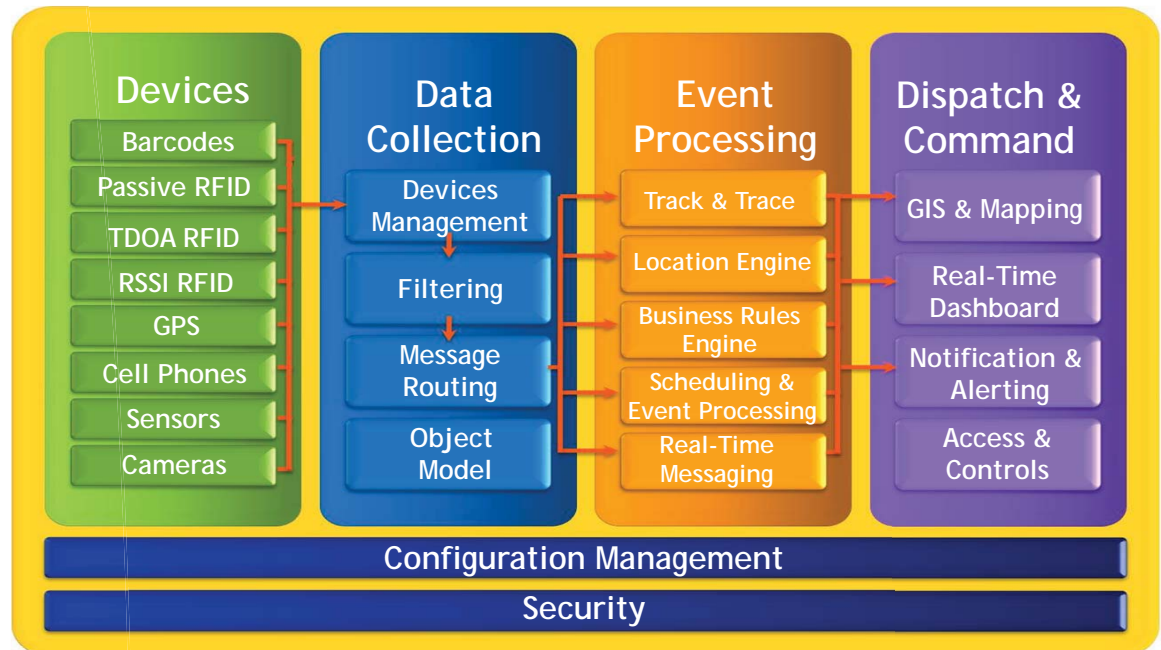 Devices
Barcodes
Passive RFID
TDOA RFID
RSSI RFID
GPS
Cell Phones
Sensors
Cameras
Data
Collection
Devices
Management
Filtering
Message
Routing
Object
Model
Event
Processing
Track & Trace
Location Engine
Business Rules
Engine
Scheduling &
Event Processing
Real-Time
Messaging
Dispatch &
Command
GIS & Mapping
Real-Time
Dashboard
Notification &
Alerting
Access &
Controls
Configuration Management
Security